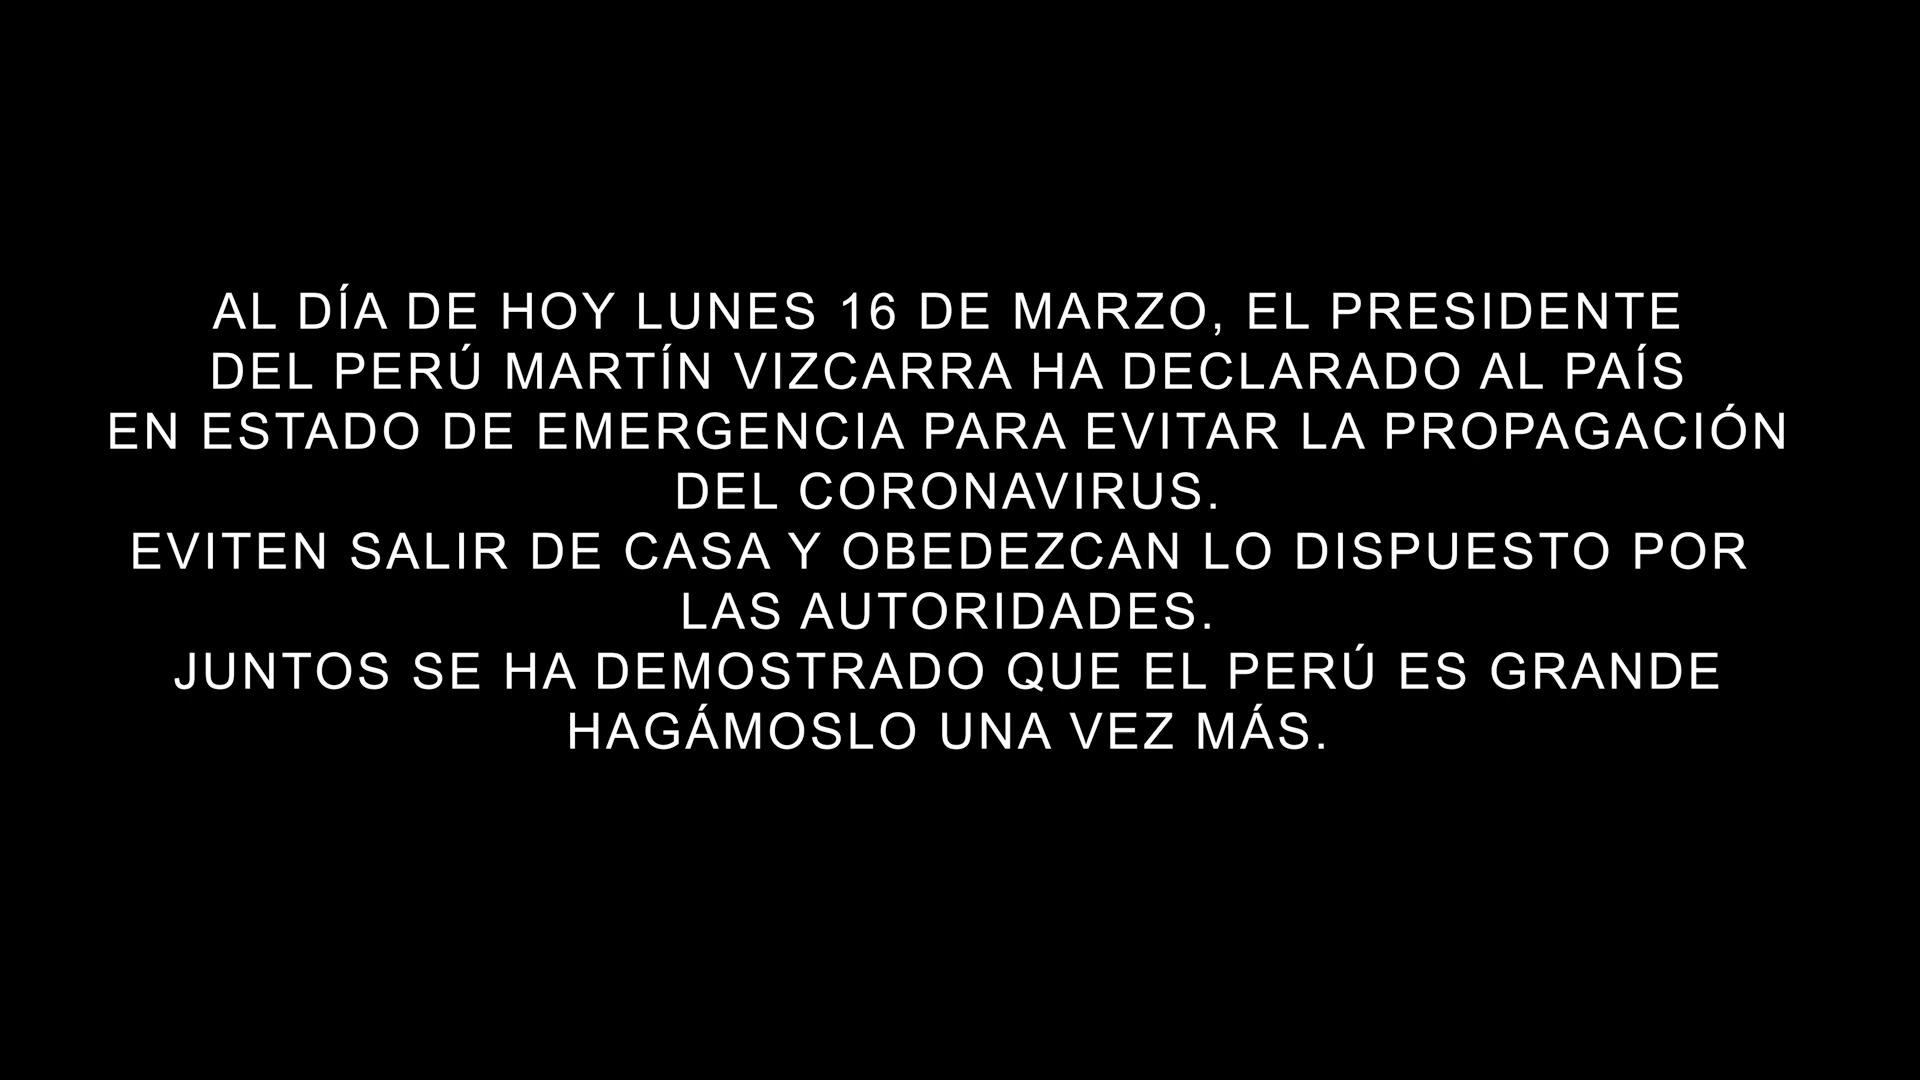 AL DÍA DE HOY LUNES 16 DE MARZO, EL PRESIDENTE
DEL PERÚ MARTÍN VIZCARRA HA DECLARADO AL PAÍS
EN ESTADO DE EMERGENCIA PARA EVITAR LA PROPAGACIÓN
DEL CORONAVIRUS.
EVITEN SALIR DE CASA Y OBEDEZCAN LO DISPUESTO POR
LAS AUTORIDADES.
JUNTOS SE HA DEMOSTRADO QUE EL PERÚ ES GRANDE
HAGÁMOSLO UNA VEZ MÁS.